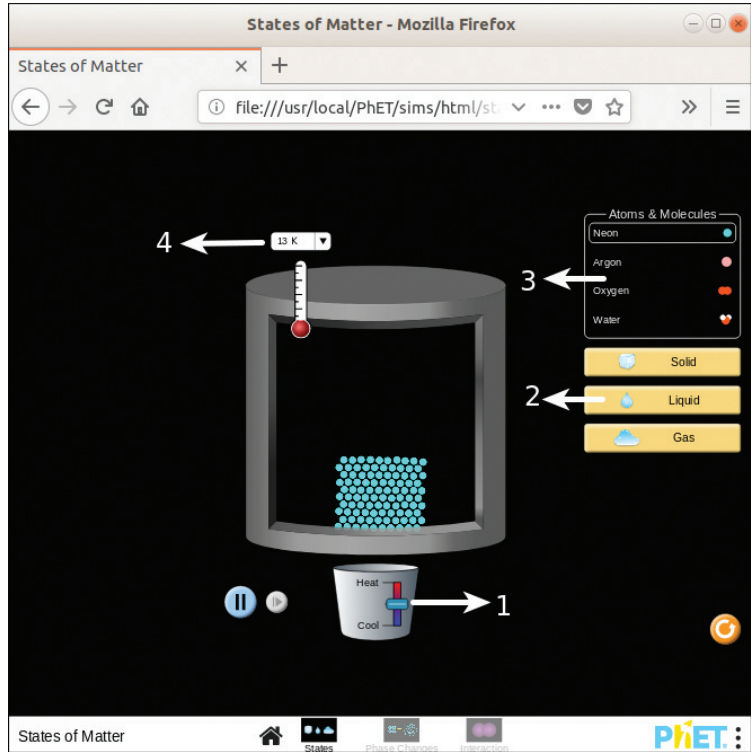 States of Matter - Mozilla Firefox
States of Matter
file:///usr/local/PhET/sims/html/st
4
13 K
Atoms & Molecules
Neon
Argon
3
Oxygen
Water
Solid
2
Liquid
Gas
Heat
1
Cool
States of Matter
States
Phase Changes
Interaction
PhET